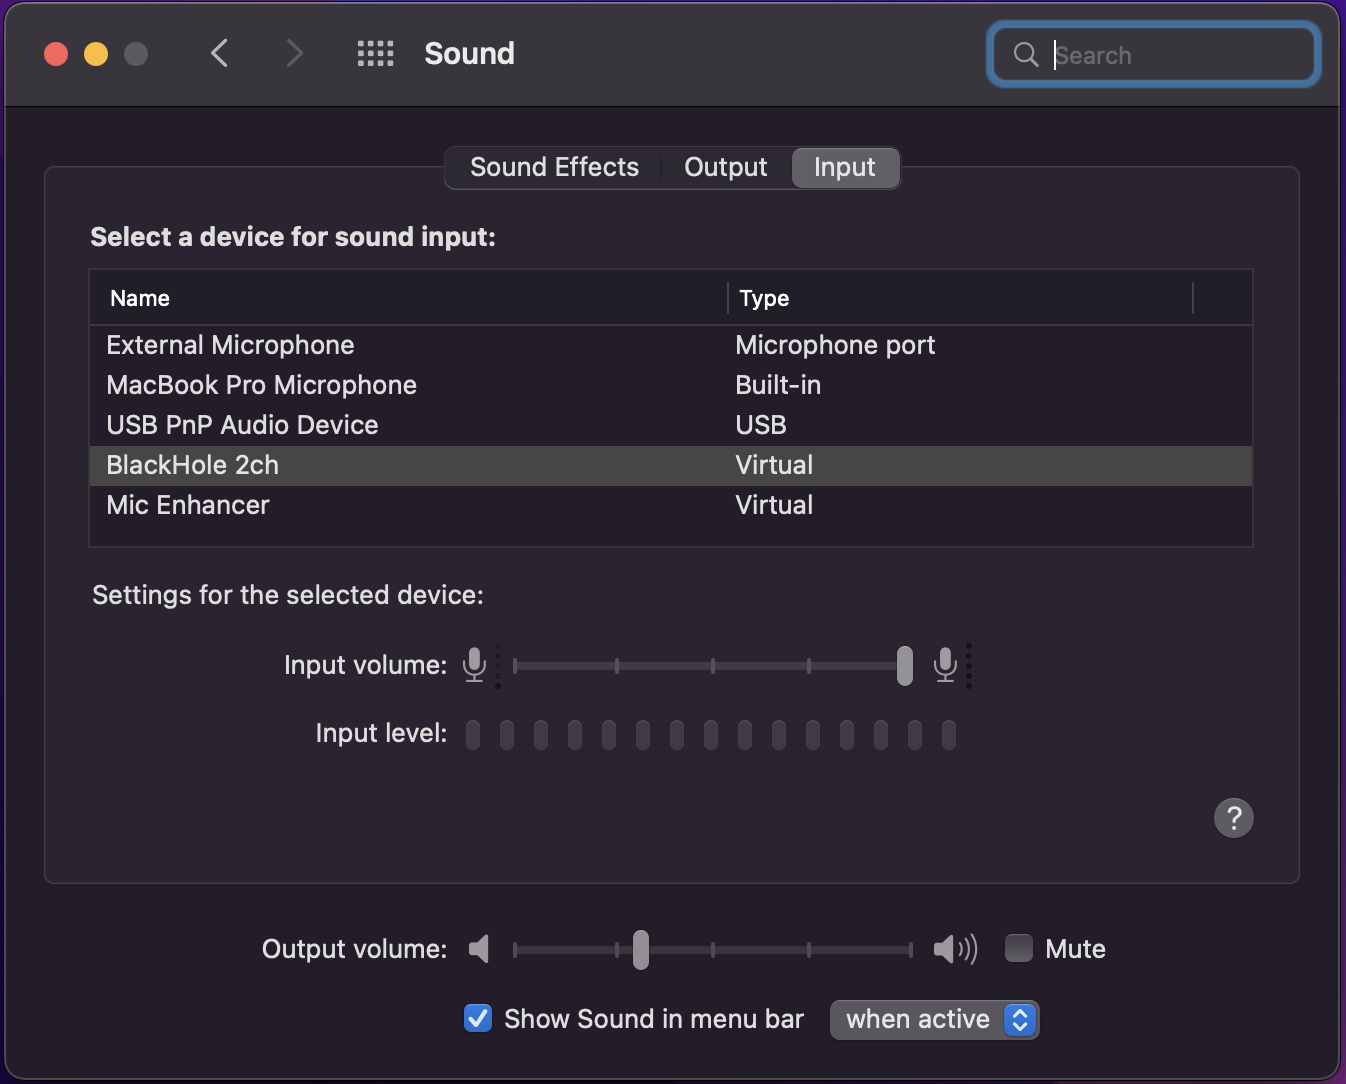 Sound
Search
Sound Effects Output Input
Select a device for sound input:
Name Type
External Microphone Microphone port
MacBook Pro Microphone Built-in
USB PnP Audio Device USB
BlackHole 2ch Virtual
Mic Enhancer Virtual
Settings for the selected device:
Input volume:
Input level:
?
Output volume: Mute
Show Sound in menu bar when active